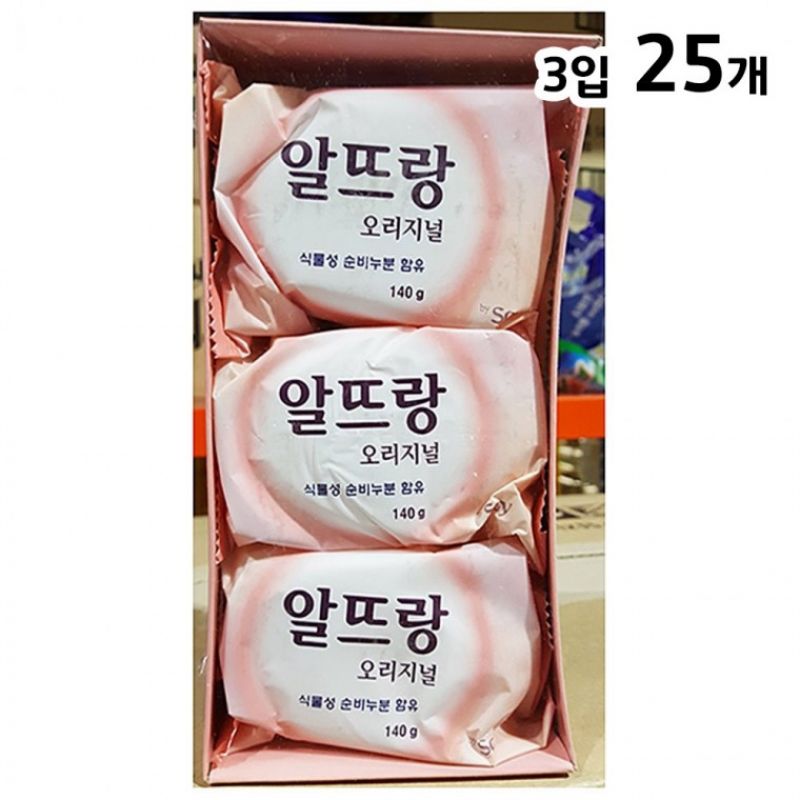 3입 25개
알뜨랑
오리지널
식물성 순비누분 함유
140 g
by
알뜨랑
오리지널
식물성 순비누분 함유
140 g
알뜨랑
오리지널
식물성 순비누분 함유
140 g